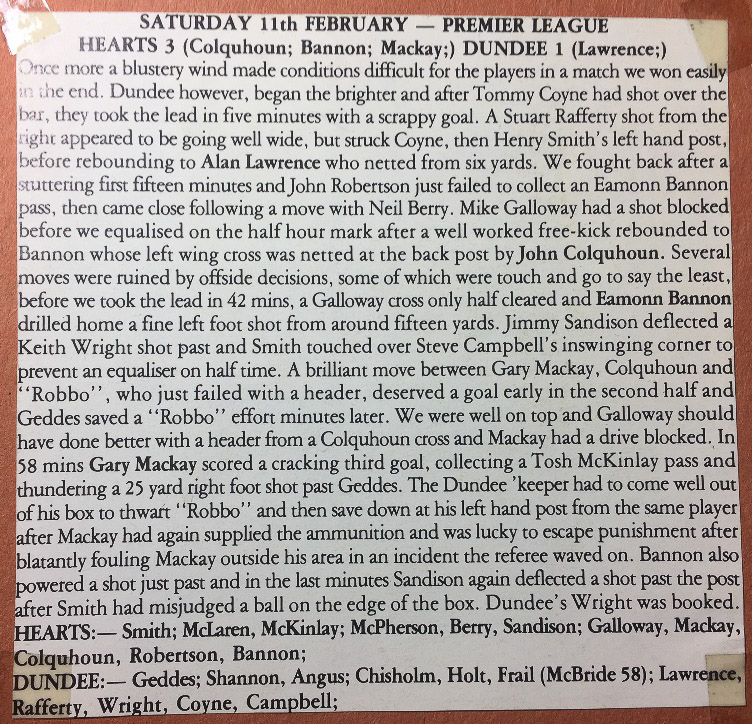 SATURDAY 11th FEBRUARY — PREMIER LEAGUE
HEARTS 3 (Colquhoun; Bannon; Mackay;) DUNDEE 1 (Lawrence;)
Once more a blustery wind made conditions difficult for the players in a match we won easily
in the end. Dundee however, began the brighter and after Tommy Coyne had shot over the
bar, they took the lead in five minutes with a scrappy goal. A Stuart Rafferty shot from the
right appeared to be going well wide, but struck Coyne, then Henry Smith's left hand post,
before rebounding to Alan Lawrence who netted from six yards. We fought back after a
stuttering first fifteen minutes and John Robertson just failed to collect an Eamonn Bannon
pass, then came close following a move with Neil Berry. Mike Galloway had a shot blocked
before we equalised on the half hour mark after a well worked free-kick rebounded to
Bannon whose left wing cross was netted at the back post by John Colquhoun. Several
moves were ruined by offside decisions, some of which were touch and go to say the least,
before we took the lead in 42 mins, a Galloway cross only half cleared and Eamonn Bannon
drilled home a fine left foot shot from around fifteen yards. Jimmy Sandison deflected a
Keith Wright shot past and Smith touched over Steve Campbell's inswinging corner to
prevent an equaliser on half time. A brilliant move between Gary Mackay, Colquhoun and
"Robbo", who just failed with a header, deserved a goal early in the second half and
Geddes saved a "Robbo" effort minutes later. We were well on top and Galloway should
have done better with a header from a Colquhoun cross and Mackay had a drive blocked. In
58 mins Gary Mackay scored a cracking third goal, collecting a Tosh McKinlay pass and
thundering a 25 yard right foot shot past Geddes. The Dundee 'keeper had to come well out
of his box to thwart "Robbo" and then save down at his left hand post from the same player
after Mackay had again supplied the ammunition and was lucky to escape punishment after
blatantly fouling Mackay outside his area in an incident the referee waved on. Bannon also
powered a shot just past and in the last minutes Sandison again deflected a shot past the post
after Smith had misjudged a ball on the edge of the box. Dundee's Wright was booked.
HEARTS:— Smith; McLaren, McKinlay; McPherson, Berry, Sandison; Galloway, Mackay,
Colquhoun, Robertson, Bannon;
DUNDEE:— Geddes; Shannon, Angus; Chisholm, Holt, Frail (McBride 58); Lawrence,
Rafferty, Wright, Coyne, Campbell;